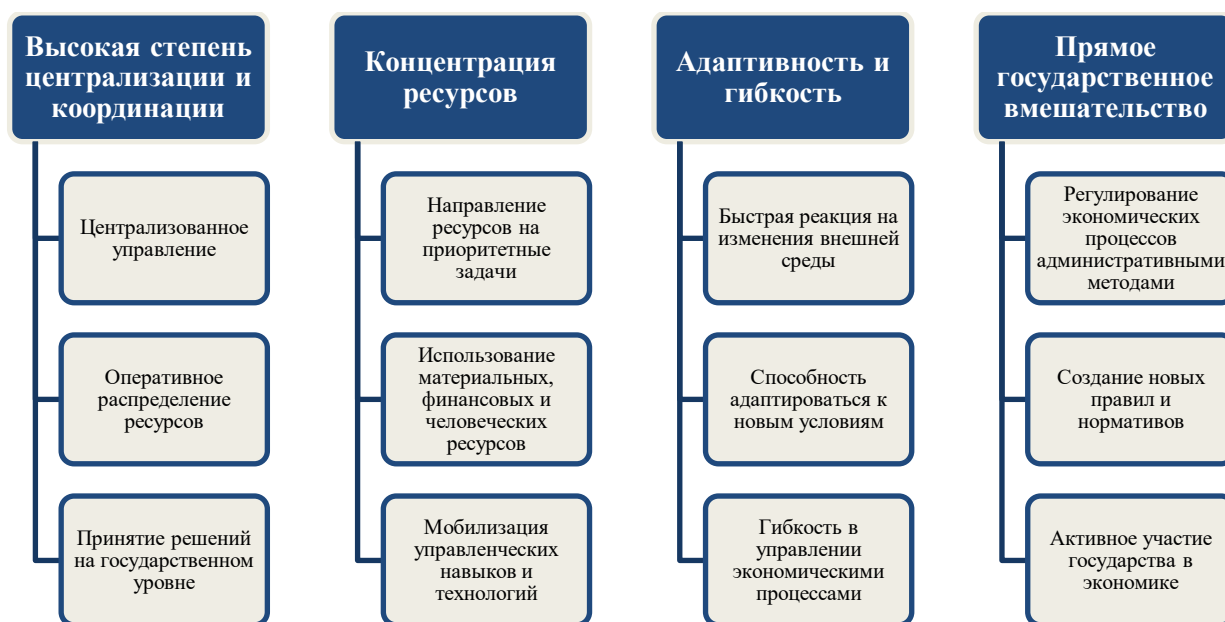 Высокая степень
централизации и
координации
Централизованное
управление
Оперативное
распределение
ресурсов
Принятие решений
на государственном
уровне
Концентрация
ресурсов
Направление
ресурсов на
приоритетные
задачи
Использование
материальных,
финансовых и
человеческих
ресурсов
Мобилизация
управленческих
навыков и
технологий
Адаптивность и
гибкость
Быстрая реакция на
изменения внешней
среды
Способность
адаптироваться к
новым условиям
Гибкость в
управлении
экономическими
процессами
Прямое
государственное
вмешательство
Регулирование
экономических
процессов
административными
методами
Создание новых
правил и
нормативов
Активное участие
государства в
экономике